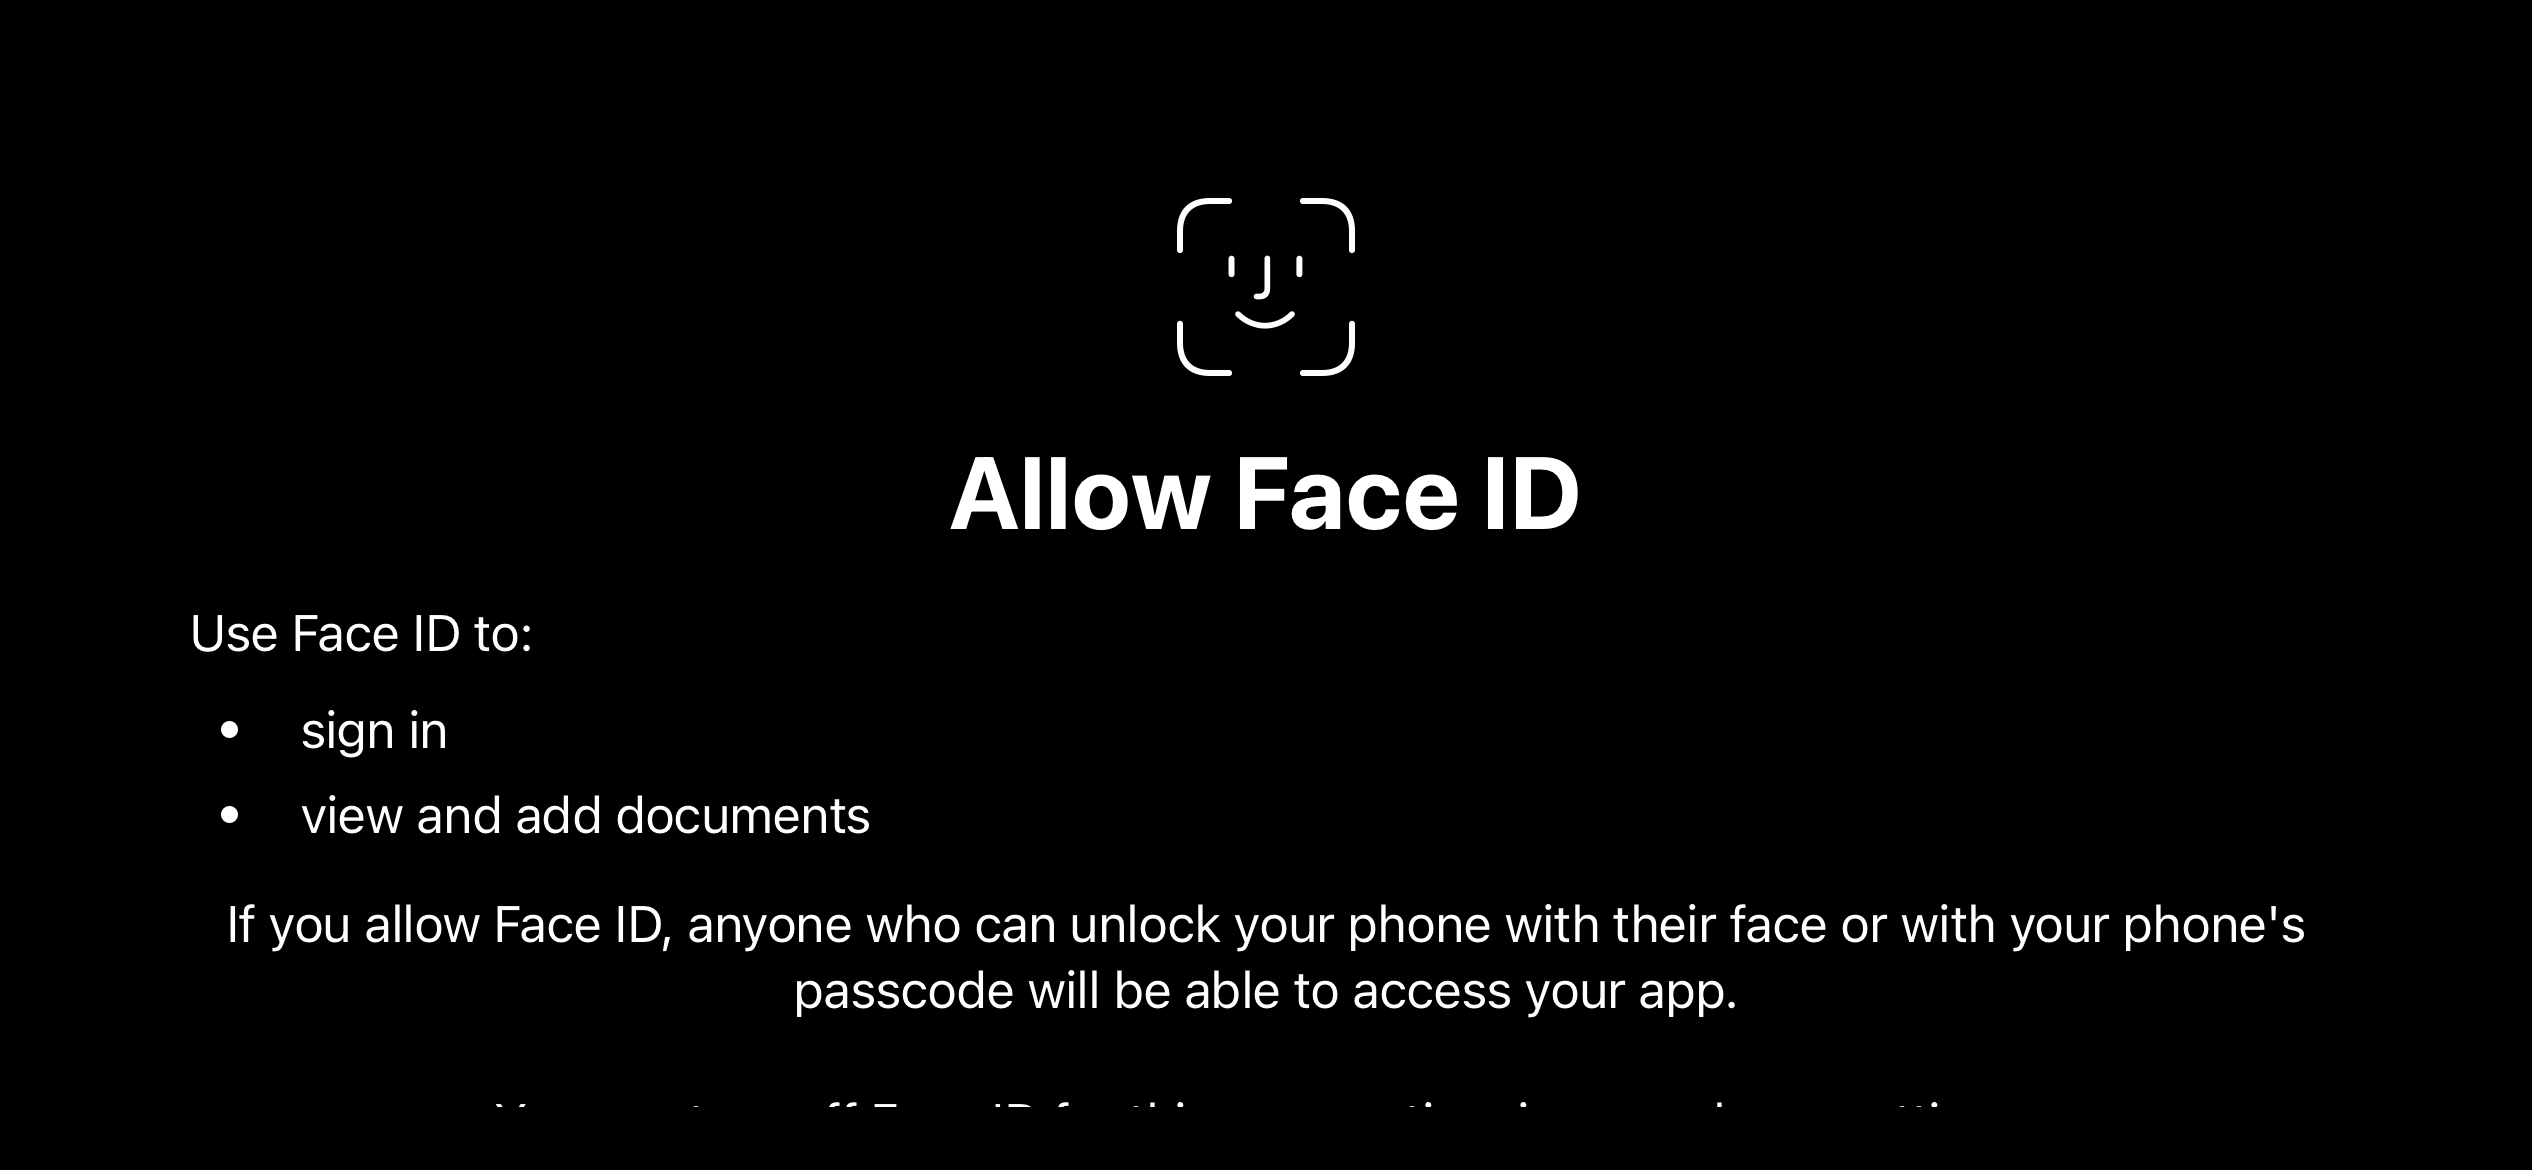 Allow Face ID
Use Face ID to:
• sign in
• view and add documents
If you allow Face ID, anyone who can unlock your phone with their face or with your phone's
passcode will be able to access your app.